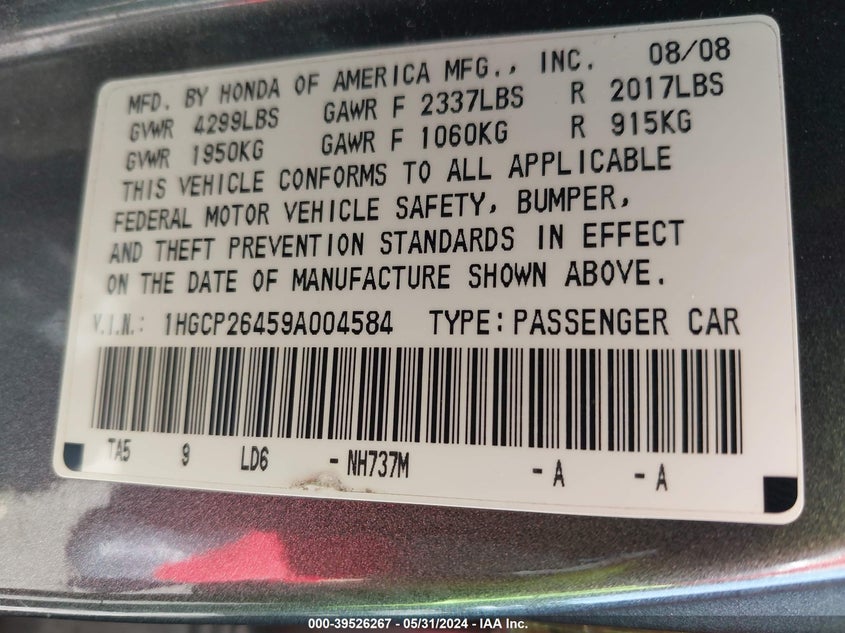 MFD. BY HONDA OF AMERICA MFG., INC. 08/08
GVWR 4299LBS GAWR F 2337LBS R 2017LBS
GVWR 1950KG GAWR F 1060KG R 915KG
THIS VEHICLE CONFORMS TO ALL APPLICABLE
FEDERAL MOTOR VEHICLE SAFETY, BUMPER,
AND THEFT PREVENTION STANDARDS IN EFFECT
ON THE DATE OF MANUFACTURE SHOWN ABOVE.
V.I.N.: 1HGCP26459A004584 TYPE: PASSENGER CAR
TA5 9 LD6 - NH737M - A - A
000-39526267 - 05/31/2024 - IAA Inc.